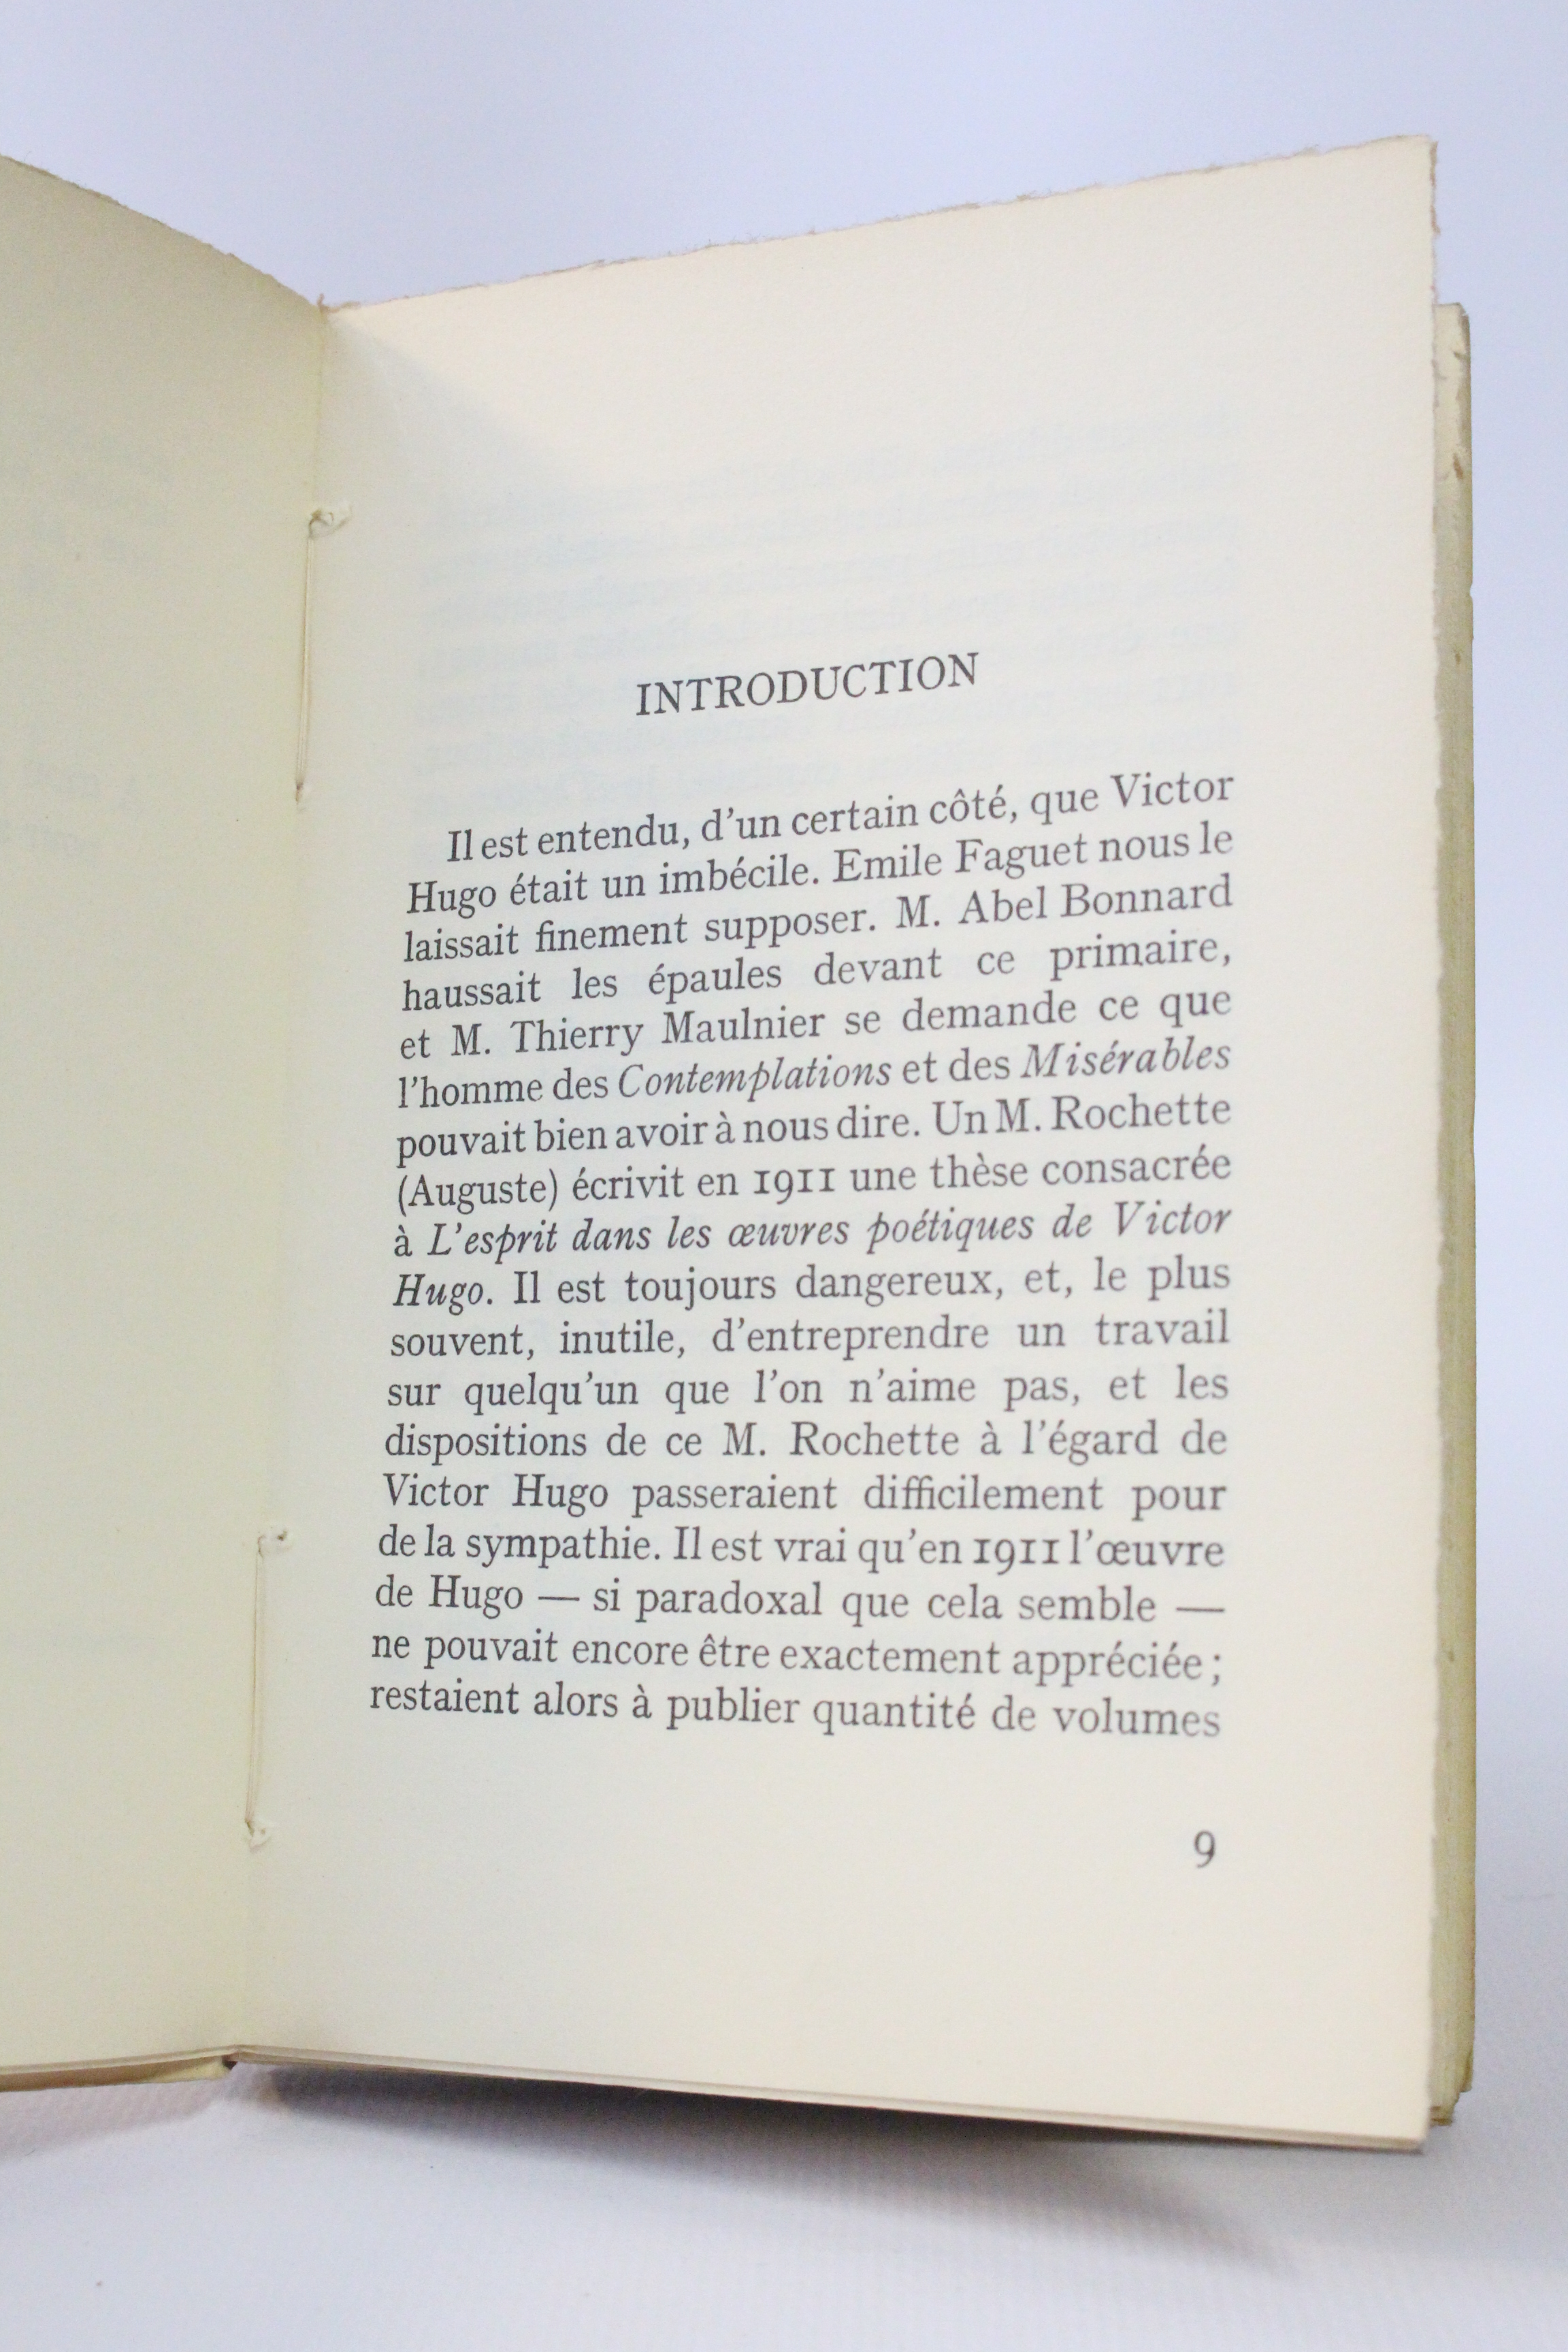 INTRODUCTION
Il est entendu, d'un certain côté, que Victor
Hugo était un imbécile. Emile Faguet nous le
laissait finement supposer. M. Abel Bonnard
haussait les épaules devant ce primaire,
et M. Thierry Maulnier se demande ce que
l'homme des Contemplations et des Misérables
pouvait bien avoir à nous dire. Un M. Rochette
(Auguste) écrivit en 1911 une thèse consacrée
à L'esprit dans les œuvres poétiques de Victor
Hugo. Il est toujours dangereux, et, le plus
souvent, inutile, d'entreprendre un travail
sur quelqu'un que l'on n'aime pas, et les
dispositions de ce M. Rochette à l'égard de
Victor Hugo passeraient difficilement pour
de la sympathie. Il est vrai qu'en 1911 l'œuvre
de Hugo — si paradoxal que cela semble —
ne pouvait encore être exactement appréciée ;
restaient alors à publier quantité de volumes
9